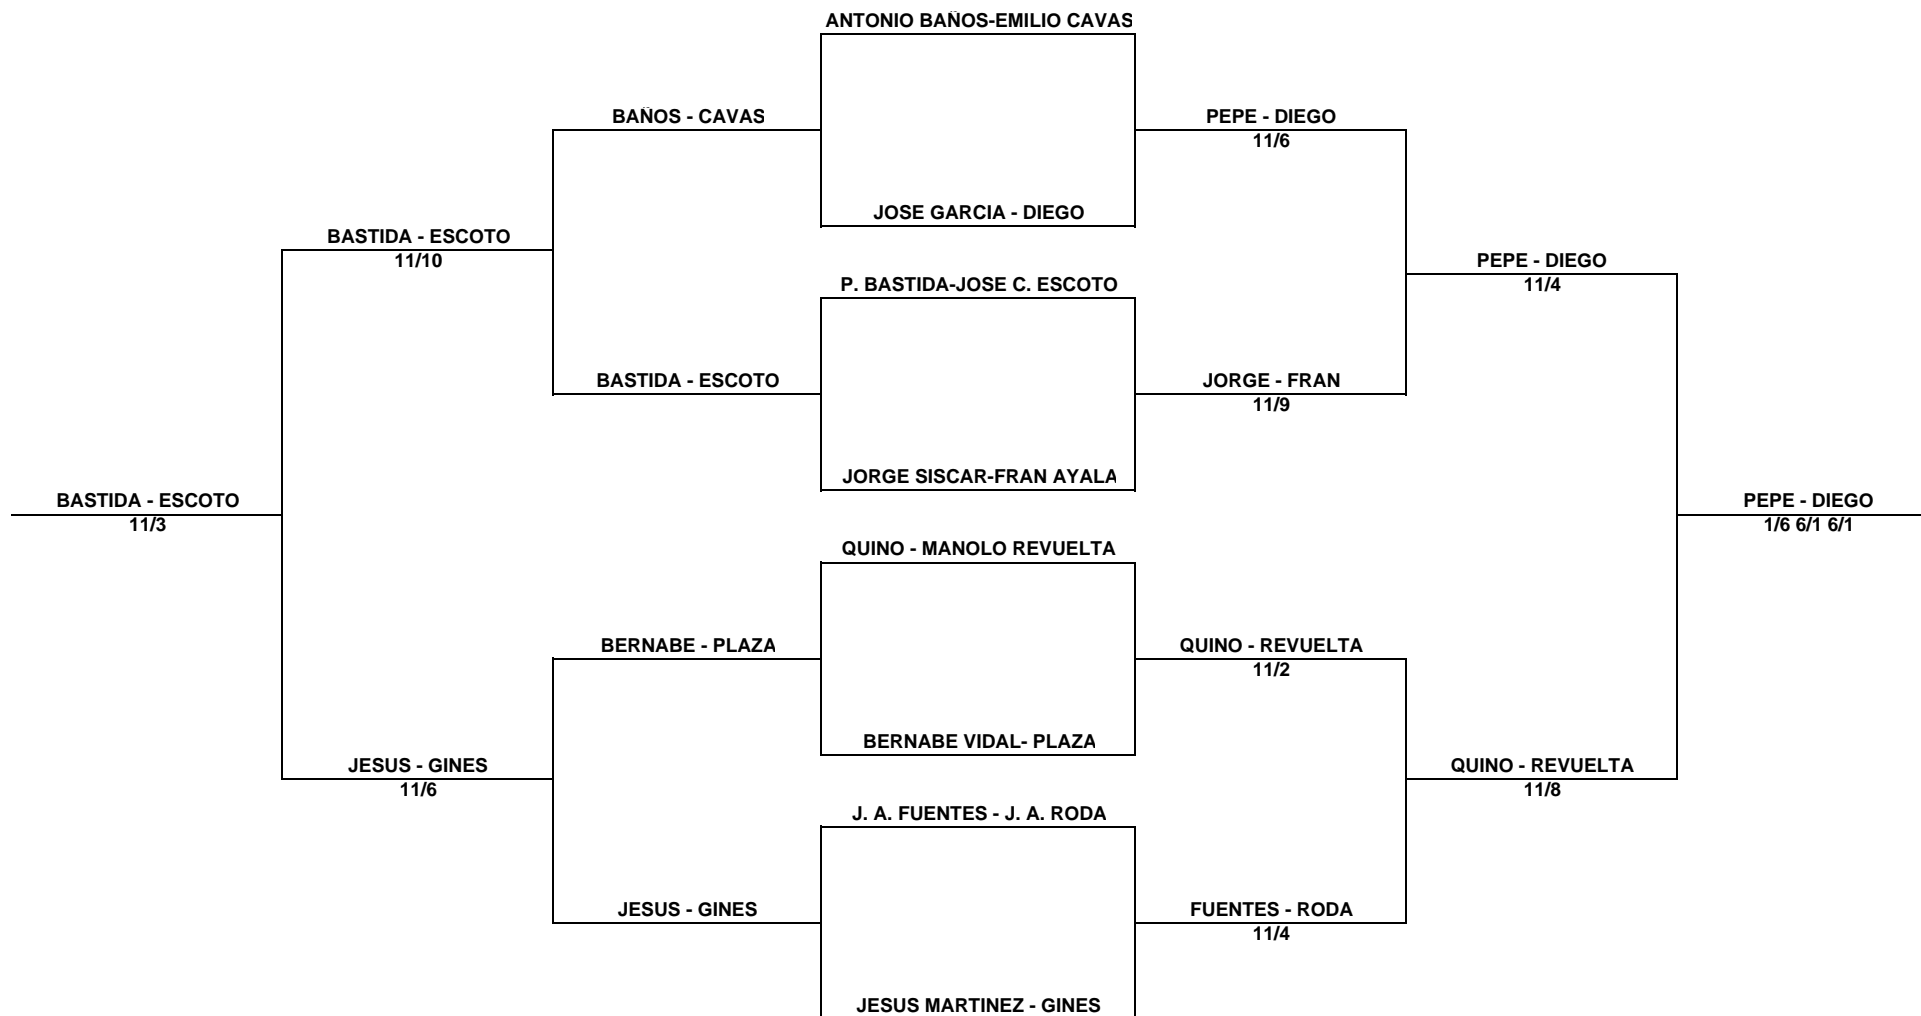 ANTONIO BAÑOS-EMILIO CAVAS
BAÑOS - CAVAS
PEPE - DIEGO
11/6
JOSE GARCIA - DIEGO
BASTIDA - ESCOTO
11/10
PEPE - DIEGO
11/4
P. BASTIDA-JOSE C. ESCOTO
BASTIDA - ESCOTO
JORGE - FRAN
11/9
JORGE SISCAR-FRAN AYALA
BASTIDA - ESCOTO
11/3
PEPE - DIEGO
1/6 6/1 6/1
QUINO - MANOLO REVUELTA
BERNABE - PLAZA
QUINO - REVUELTA
11/2
BERNABE VIDAL- PLAZA
JESUS - GINES
11/6
QUINO - REVUELTA
11/8
J. A. FUENTES - J. A. RODA
JESUS - GINES
FUENTES - RODA
11/4
JESUS MARTINEZ - GINES